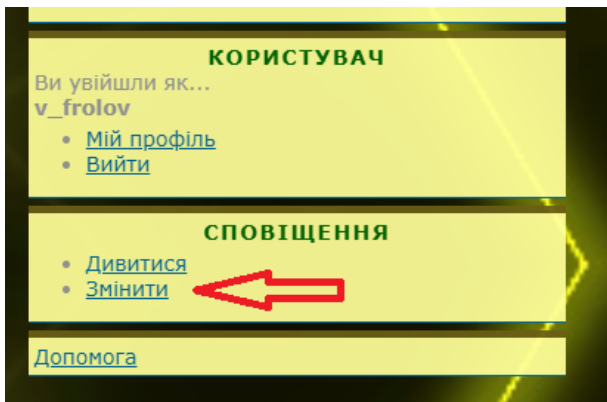 КОРИСТУВАЧ
Ви увійшли як...
v_frolov
Мій профіль
Вийти
СПОВІЩЕННЯ
Дивитися
Змінити
Допомога